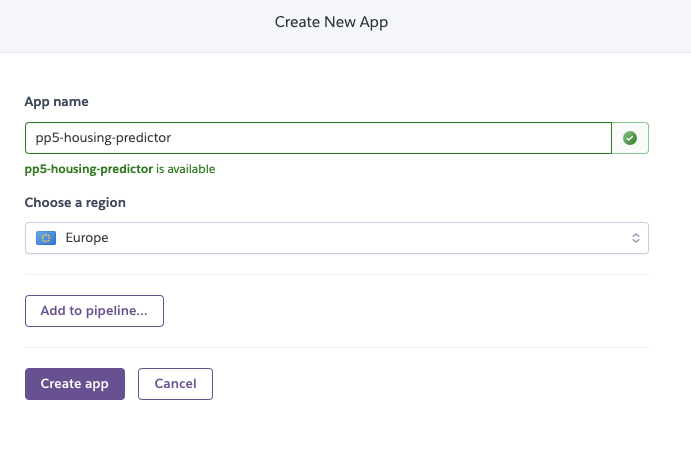 Create New App
App name
pp5-housing-predictor
pp5-housing-predictor is available
Choose a region
Europe
Add to pipeline...
Create app Cancel